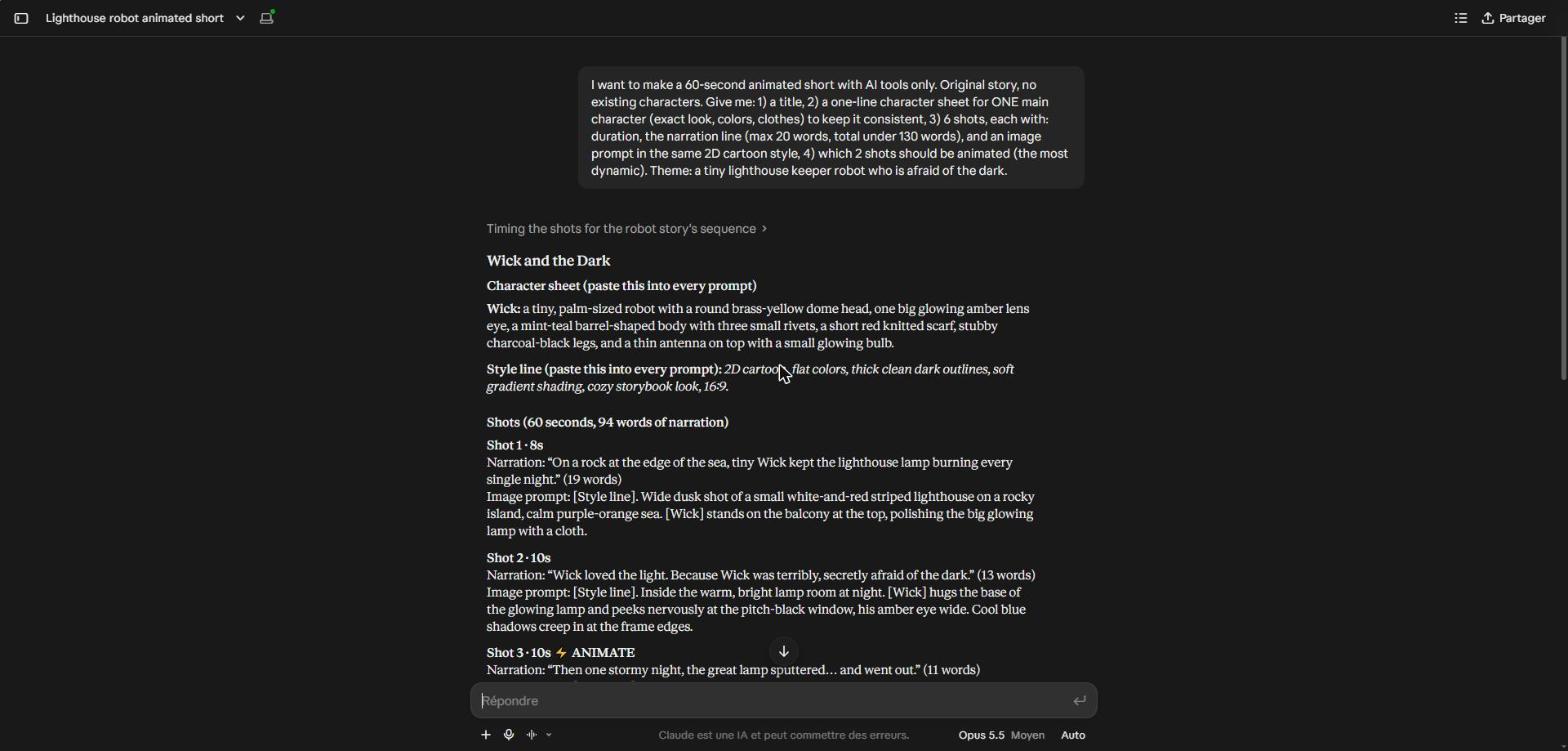 Lighthouse robot animated short
Partager
I want to make a 60-second animated short with AI tools only. Original story, no
existing characters. Give me: 1) a title, 2) a one-line character sheet for ONE main
character (exact look, colors, clothes) to keep it consistent, 3) 6 shots, each with:
duration, the narration line (max 20 words, total under 130 words), and an image
prompt in the same 2D cartoon style, 4) which 2 shots should be animated (the most
dynamic). Theme: a tiny lighthouse keeper robot who is afraid of the dark.
Timing the shots for the robot story's sequence
Wick and the Dark
Character sheet (paste this into every prompt)
Wick: a tiny, palm-sized robot with a round brass-yellow dome head, one big glowing amber lens
eye, a mint-teal barrel-shaped body with three small rivets, a short red knitted scarf, stubby
charcoal-black legs, and a thin antenna on top with a small glowing bulb.
Style line (paste this into every prompt): 2D cartoon, flat colors, thick clean dark outlines, soft
gradient shading, cozy storybook look, 16:9.
Shots (60 seconds, 94 words of narration)
Shot 1 · 8s
Narration: “On a rock at the edge of the sea, tiny Wick kept the lighthouse lamp burning every
single night.” (19 words)
Image prompt: [Style line]. Wide dusk shot of a small white-and-red striped lighthouse on a rocky
island, calm purple-orange sea. [Wick] stands on the balcony at the top, polishing the big glowing
lamp with a cloth.
Shot 2 · 10s
Narration: “Wick loved the light. Because Wick was terribly, secretly afraid of the dark.” (13 words)
Image prompt: [Style line]. Inside the warm, bright lamp room at night. [Wick] hugs the base of
the glowing lamp and peeks nervously at the pitch-black window, his amber eye wide. Cool blue
shadows creep in at the frame edges.
Shot 3 · 10s ⚡ ANIMATE
Narration: “Then one stormy night, the great lamp sputtered… and went out.” (11 words)
Répondre
Claude est une IA et peut commettre des erreurs.
Opus 5.5 Moyen
Auto